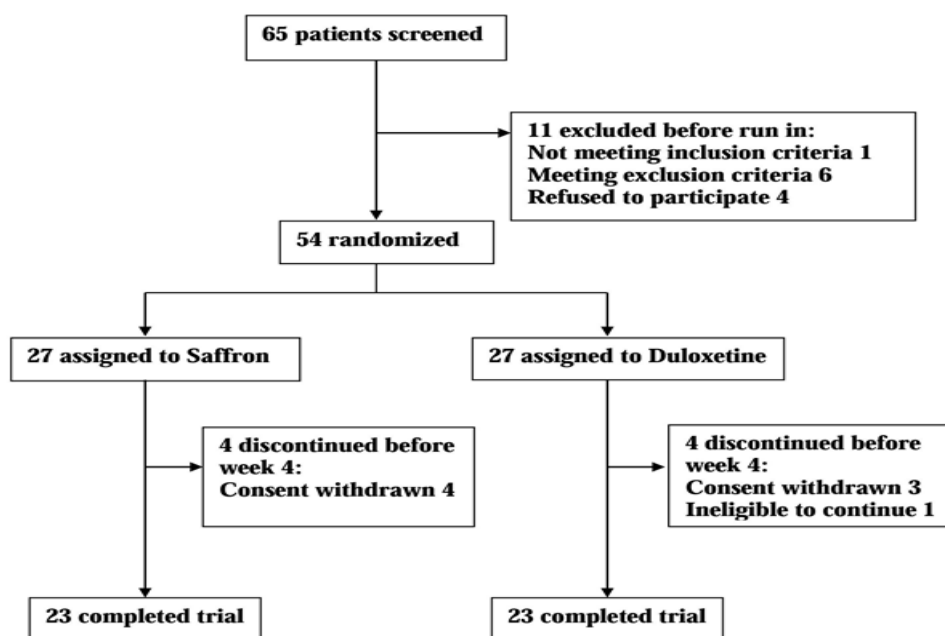 65 patients screened
11 excluded before run in:
Not meeting inclusion criteria 1
Meeting exclusion criteria 6
Refused to participate 4
54 randomized
27 assigned to Saffron
27 assigned to Duloxetine
4 discontinued before
week 4:
Consent withdrawn 4
4 discontinued before
week 4:
Consent withdrawn 3
Ineligible to continue 1
23 completed trial
23 completed trial